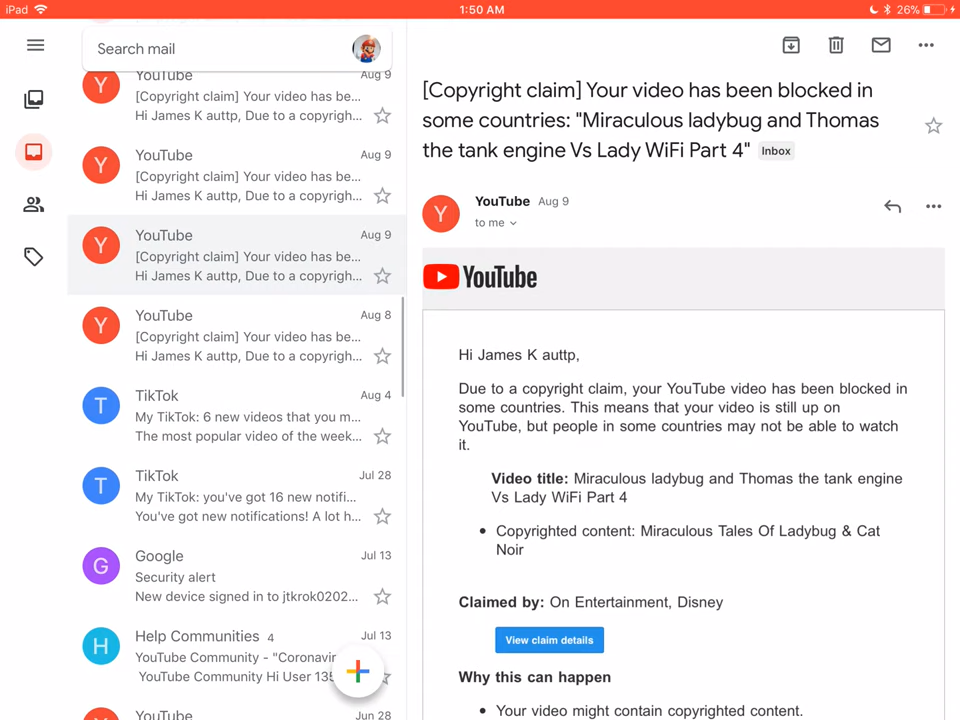 iPad
1:50 AM
26%
Search mail
YouTube
Aug 9
[Copyright claim] Your video has be...
Hi James K auttp, Due to a copyrigh...
YouTube
Aug 9
[Copyright claim] Your video has be...
Hi James K auttp, Due to a copyrigh...
YouTube
Aug 9
[Copyright claim] Your video has be...
Hi James K auttp, Due to a copyrigh...
YouTube
Aug 8
[Copyright claim] Your video has be...
Hi James K auttp, Due to a copyrigh...
TikTok
Aug 4
My TikTok: 6 new videos that you m...
The most popular video of the week...
TikTok
Jul 28
My TikTok: you've got 16 new notifi...
You've got new notifications! A lot h...
Google
Jul 13
Security alert
New device signed in to jtkrok0202...
Help Communities 4
Jul 13
YouTube Community - "Coronavir
YouTube Community Hi User 135
YouTube
Jun 28
Y
Y
Y
Y
T
T
G
H
[Copyright claim] Your video has been blocked in
some countries: "Miraculous ladybug and Thomas
the tank engine Vs Lady WiFi Part 4" Inbox
Y
YouTube Aug 9
to me
YouTube
Hi James K auttp,
Due to a copyright claim, your YouTube video has been blocked in
some countries. This means that your video is still up on
YouTube, but people in some countries may not be able to watch
it.
Video title: Miraculous ladybug and Thomas the tank engine
Vs Lady WiFi Part 4
• Copyrighted content: Miraculous Tales Of Ladybug & Cat
Noir
Claimed by: On Entertainment, Disney
View claim details
Why this can happen
• Your video might contain copyrighted content.